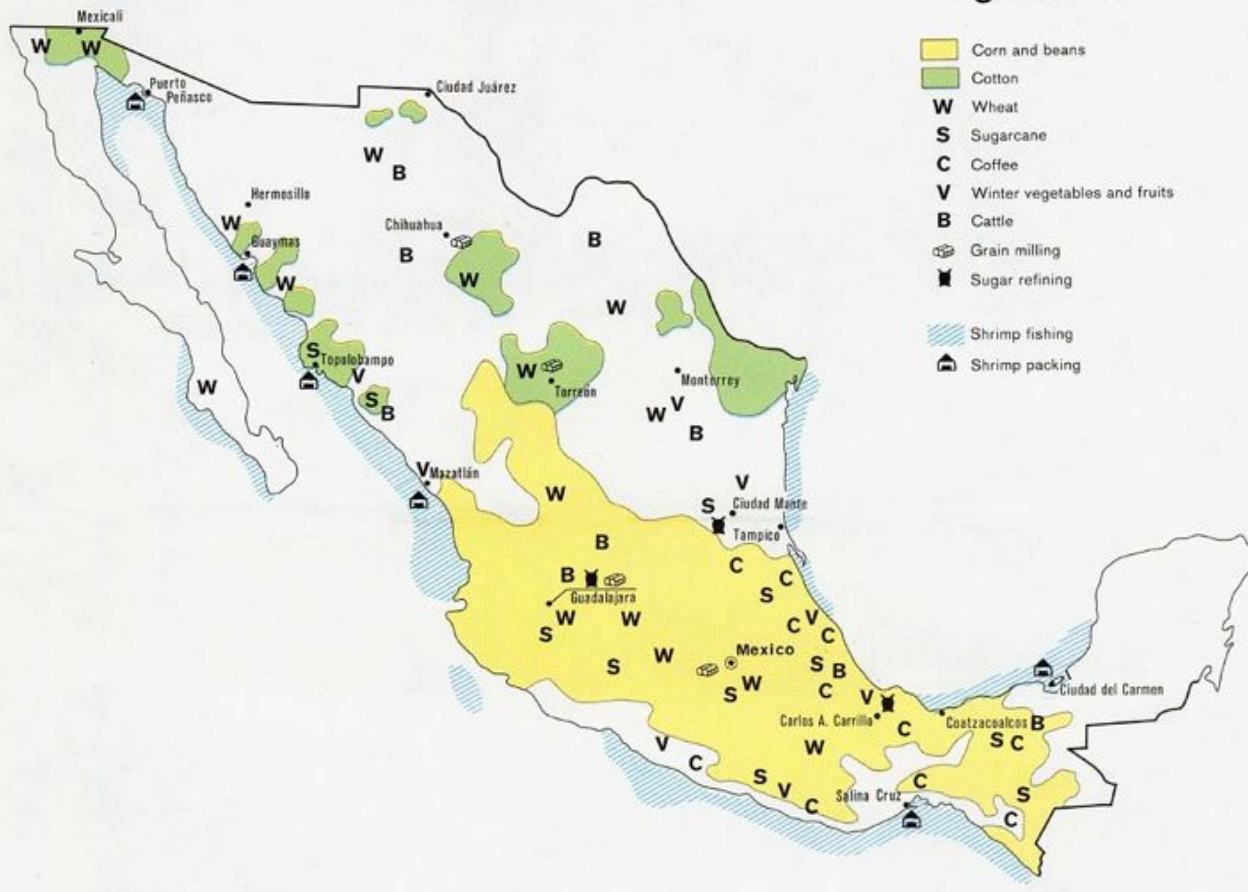 Corn and beans
Cotton
W Wheat
S Sugarcane
C Coffee
V Winter vegetables and fruits
B Cattle
Grain milling
Sugar refining
Shrimp fishing
Shrimp packing
Mexicali
W W
Puerto
Peñasco
Ciudad Juárez
W
B
Hermosillo
W
Guaymas
W
Chihuahua
B
W
B
W
S
Topolobampo
V
S
B
W
W
Torreón
Monterrey
W V
B
V
Mazatlán
W
V
S
Ciudad Mante
Tampico
B
B
Guadalajara
W
W
S
S
W
C
C
S
C
V
C
Mexico
S
B
S
W
C
V
Carlos A. Carrillo
C
W
Coatzacoalcos
B
S C
Ciudad del Carmen
V
C
S
V
C
Salina Cruz
C
S
C